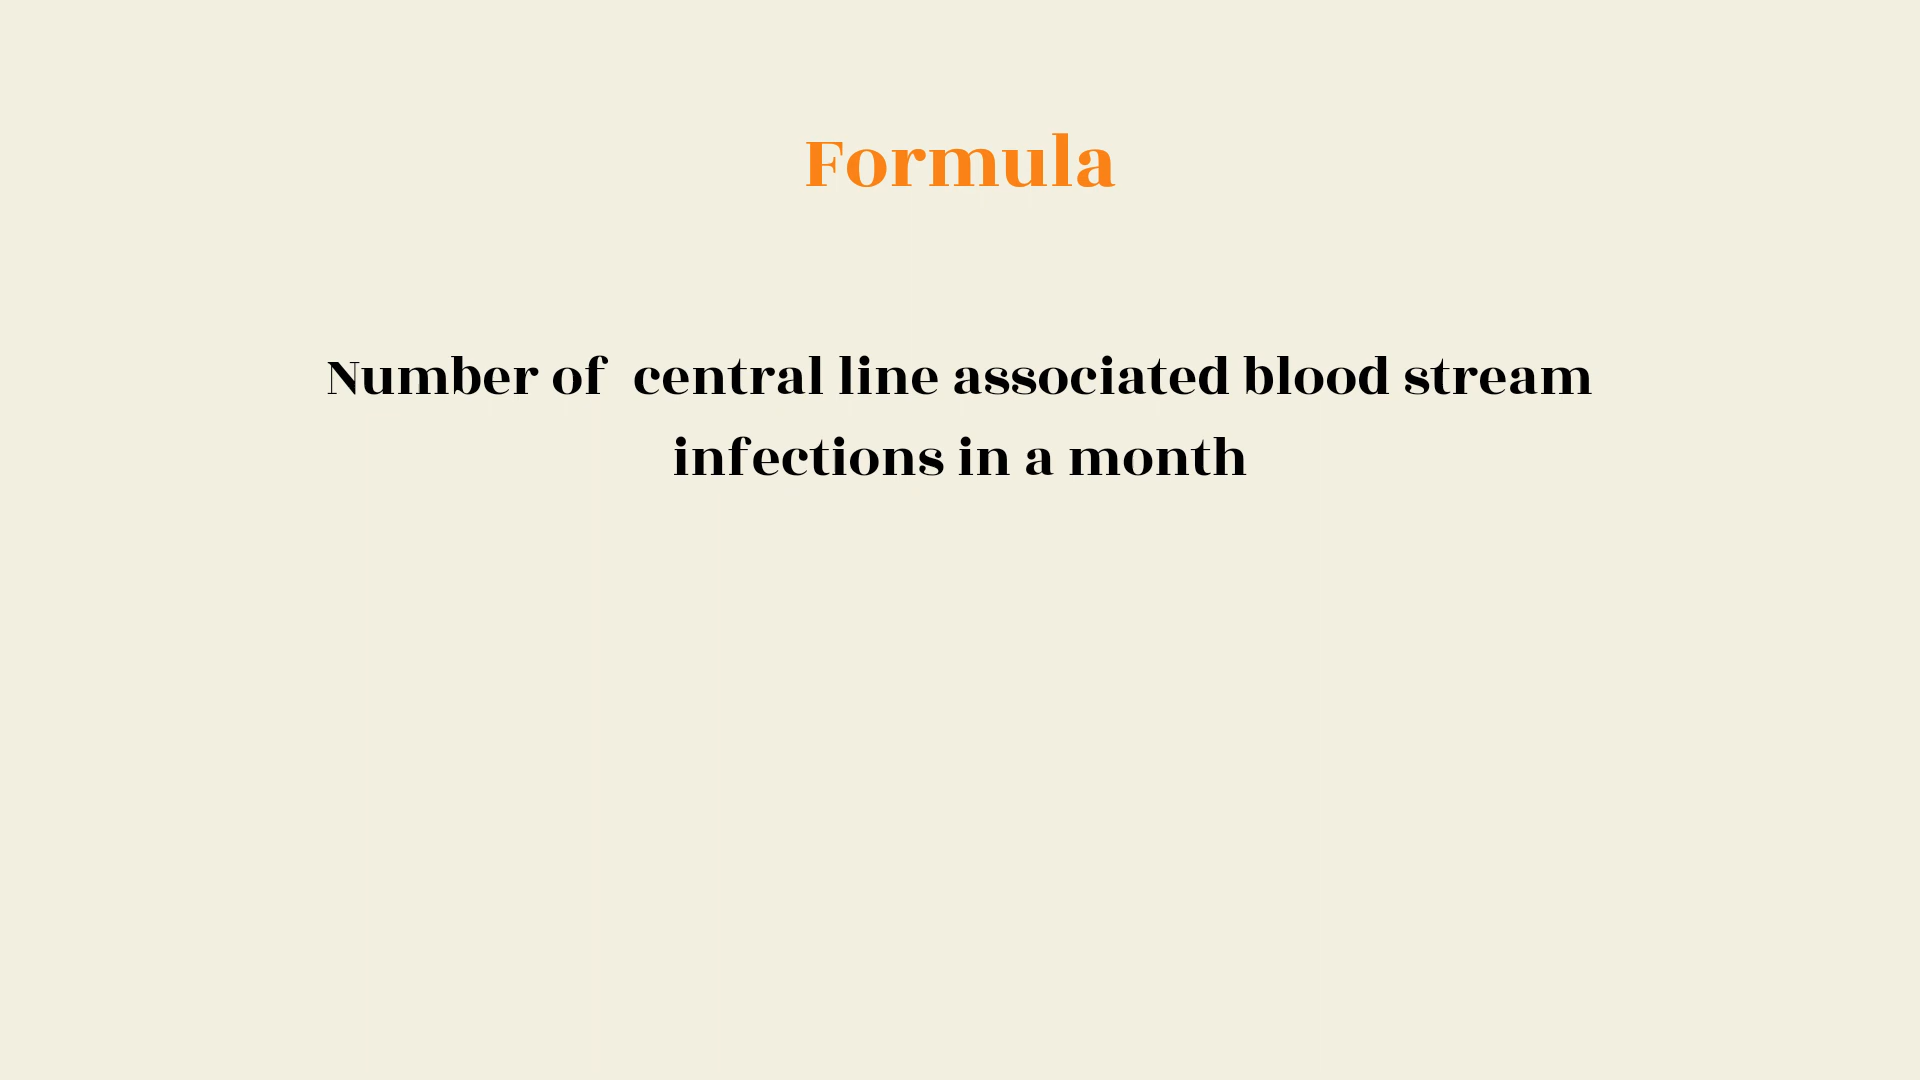 Formula
Number of  central line associated blood stream
infections in a month